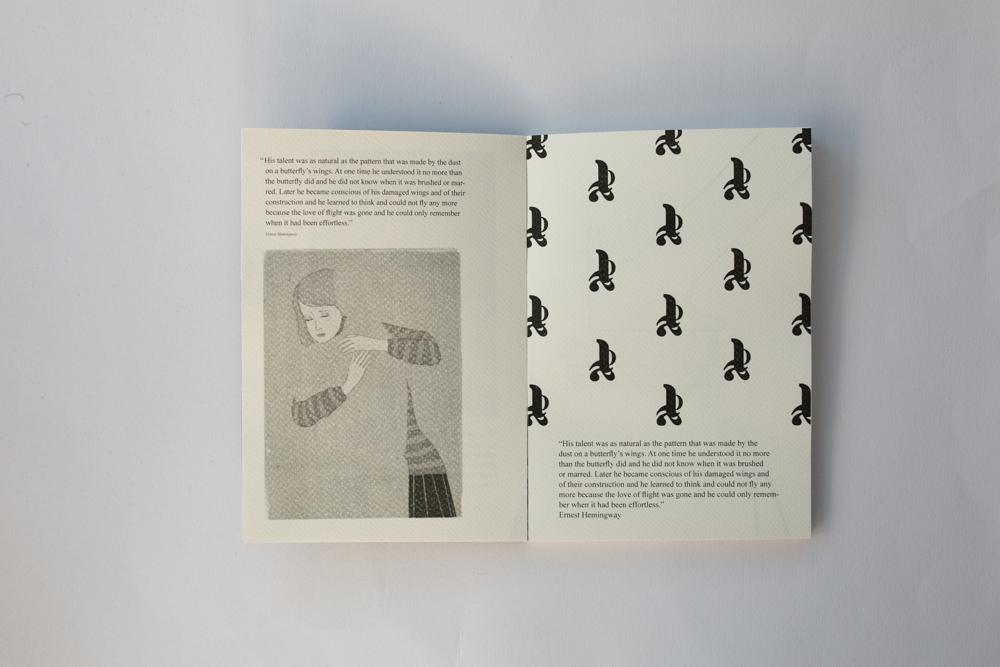 “His talent was as natural as the pattern that was made by the dust
on a butterfly’s wings. At one time he understood it no more than
the butterfly did and he did not know when it was brushed or mar-
red. Later he became conscious of his damaged wings and of their
construction and he learned to think and could not fly any more
because the love of flight was gone and he could only remember
when it had been effortless.”
Ernest Hemingway
“His talent was as natural as the pattern that was made by the
dust on a butterfly’s wings. At one time he understood it no more
than the butterfly did and he did not know when it was brushed
or marred. Later he became conscious of his damaged wings and
of their construction and he learned to think and could not fly any
more because the love of flight was gone and he could only remem-
ber when it had been effortless.”
Ernest Hemingway